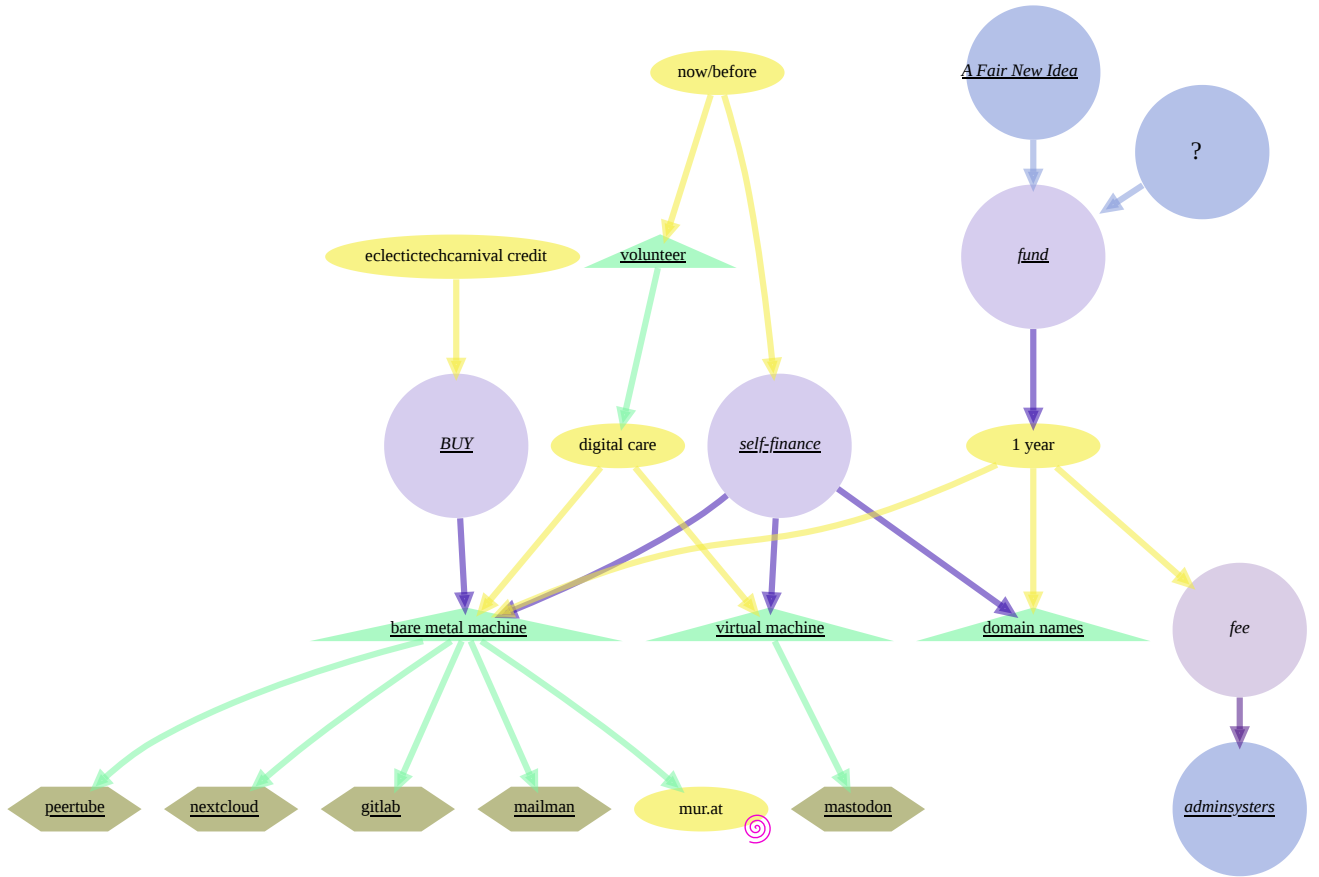 A Fair New Idea
now/before
?
eclectictechcarnival credit
volunteer
fund
BUY
digital care
self-finance
1 year
bare metal machine
virtual machine
domain names
fee
peertube
nextcloud
gitlab
mailman
mur.at
mastodon
adminsysters